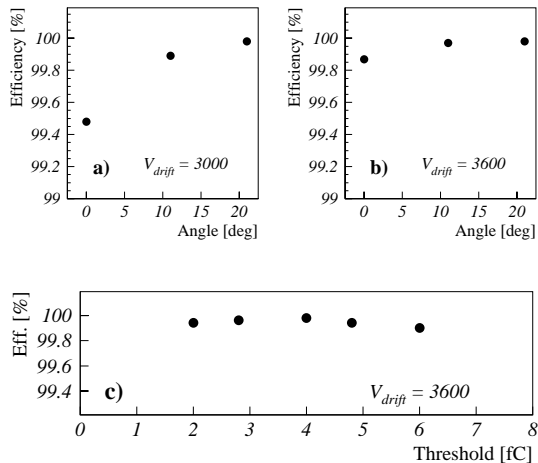 Efficiency [%]
100
99.8
99.6
99.4
99.2
99
a)
V_drift = 3000
0 5 10 15 20
Angle [deg]
Efficiency [%]
100
99.8
99.6
99.4
99.2
99
b)
V_drift = 3600
0 5 10 15 20
Angle [deg]
Eff. [%]
100
99.8
99.6
99.4
c)
V_drift = 3600
0 1 2 3 4 5 6 7 8
Threshold [fC]